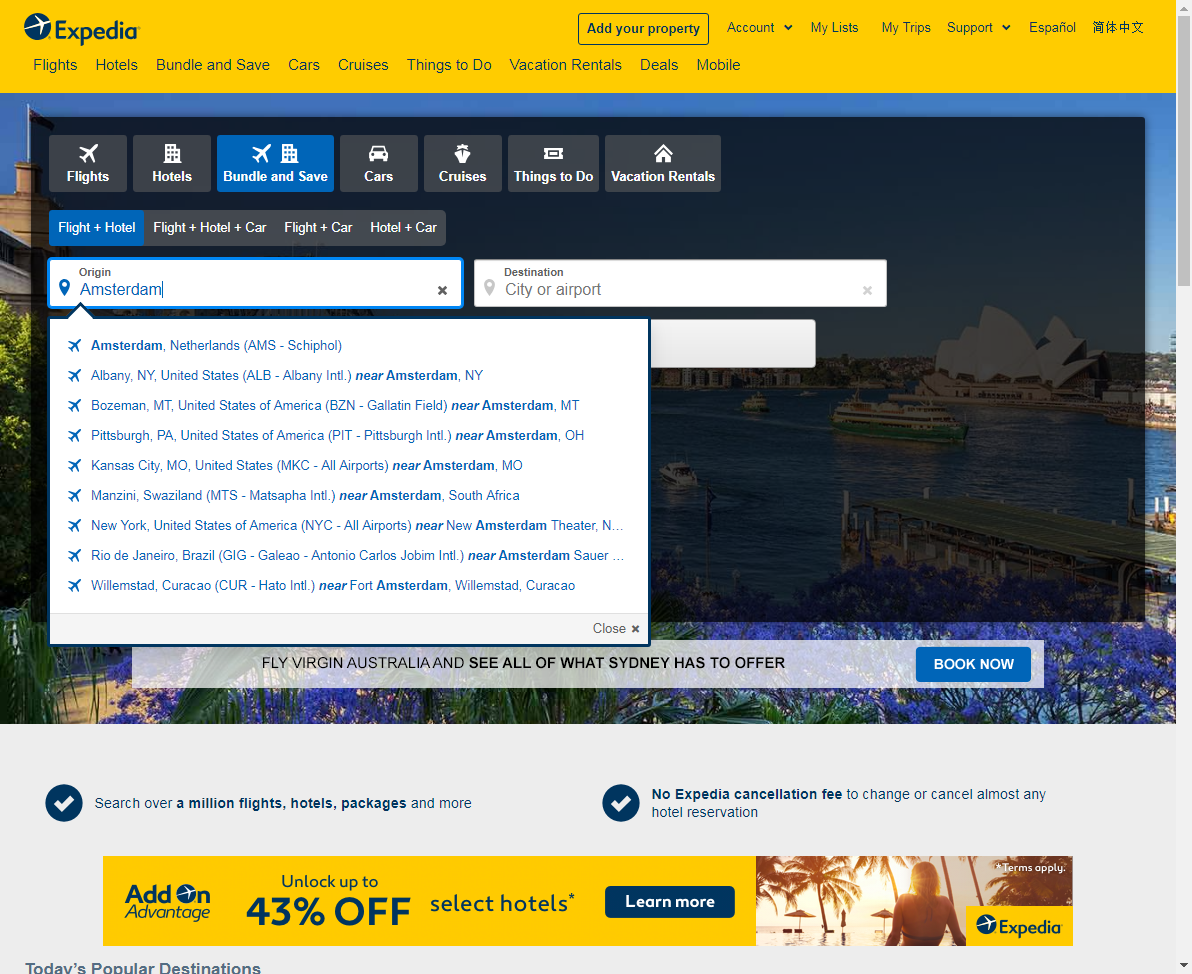 Expedia
Add your property
Account
My Lists
My Trips
Support
Español
简体中文
Flights
Hotels
Bundle and Save
Cars
Cruises
Things to Do
Vacation Rentals
Deals
Mobile
Flights
Hotels
Bundle and Save
Cars
Cruises
Things to Do
Vacation Rentals
Flight + Hotel
Flight + Hotel + Car
Flight + Car
Hotel + Car
Origin
Amsterdam
Destination
City or airport
Amsterdam, Netherlands (AMS - Schiphol)
Albany, NY, United States (ALB - Albany Intl.) near Amsterdam, NY
Bozeman, MT, United States of America (BZN - Gallatin Field) near Amsterdam, MT
Pittsburgh, PA, United States of America (PIT - Pittsburgh Intl.) near Amsterdam, OH
Kansas City, MO, United States (MKC - All Airports) near Amsterdam, MO
Manzini, Swaziland (MTS - Matsapha Intl.) near Amsterdam, South Africa
New York, United States of America (NYC - All Airports) near New Amsterdam Theater, N...
Rio de Janeiro, Brazil (GIG - Galeao - Antonio Carlos Jobim Intl.) near Amsterdam Sauer ...
Willemstad, Curacao (CUR - Hato Intl.) near Fort Amsterdam, Willemstad, Curacao
Close
FLY VIRGIN AUSTRALIA AND SEE ALL OF WHAT SYDNEY HAS TO OFFER
BOOK NOW
Search over a million flights, hotels, packages and more
No Expedia cancellation fee to change or cancel almost any
hotel reservation
Add On
Advantage
Unlock up to
43% OFF
select hotels*
Learn more
*Terms apply.
Expedia
Today's Popular Destinations